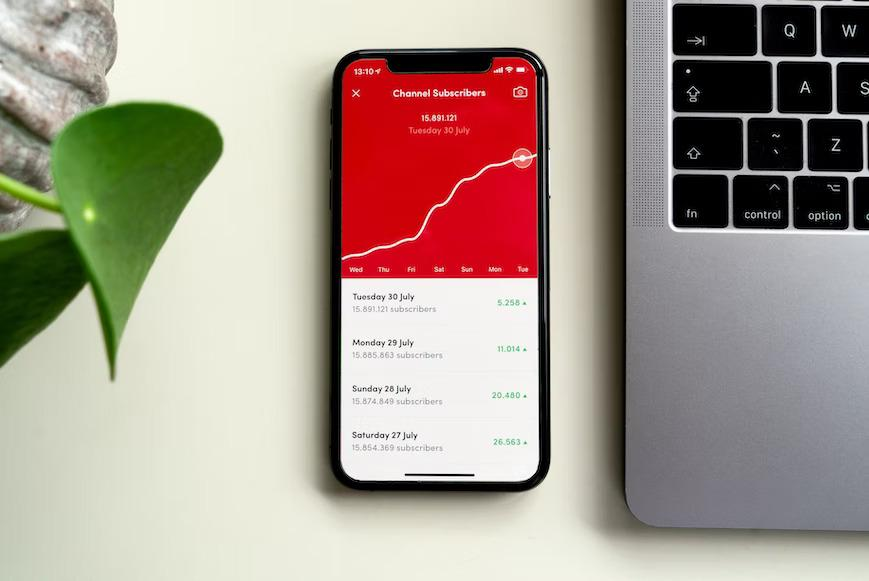 13:10
Channel Subscribers
15.891.121
Tuesday 30 July
Wed Thu Fri Sat Sun Mon Tue
Tuesday 30 July
15.891.121 subscribers
5.258
Monday 29 July
15.885.863 subscribers
11.014
Sunday 28 July
15.874.849 subscribers
20.480
Saturday 27 July
15.854.369 subscribers
26.563
Q W
A S
~ Z
fn control option